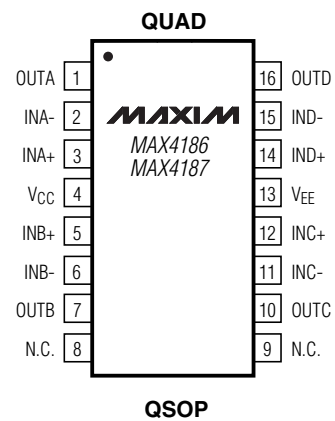 QUAD
OUTA 1 16 OUTD
INA- 2 MAXIM 15 IND-
INA+ 3 MAX4186 14 IND+
MAX4187
VCC 4 13 VEE
INB+ 5 12 INC+
INB- 6 11 INC-
OUTB 7 10 OUTC
N.C. 8 9 N.C.
QSOP